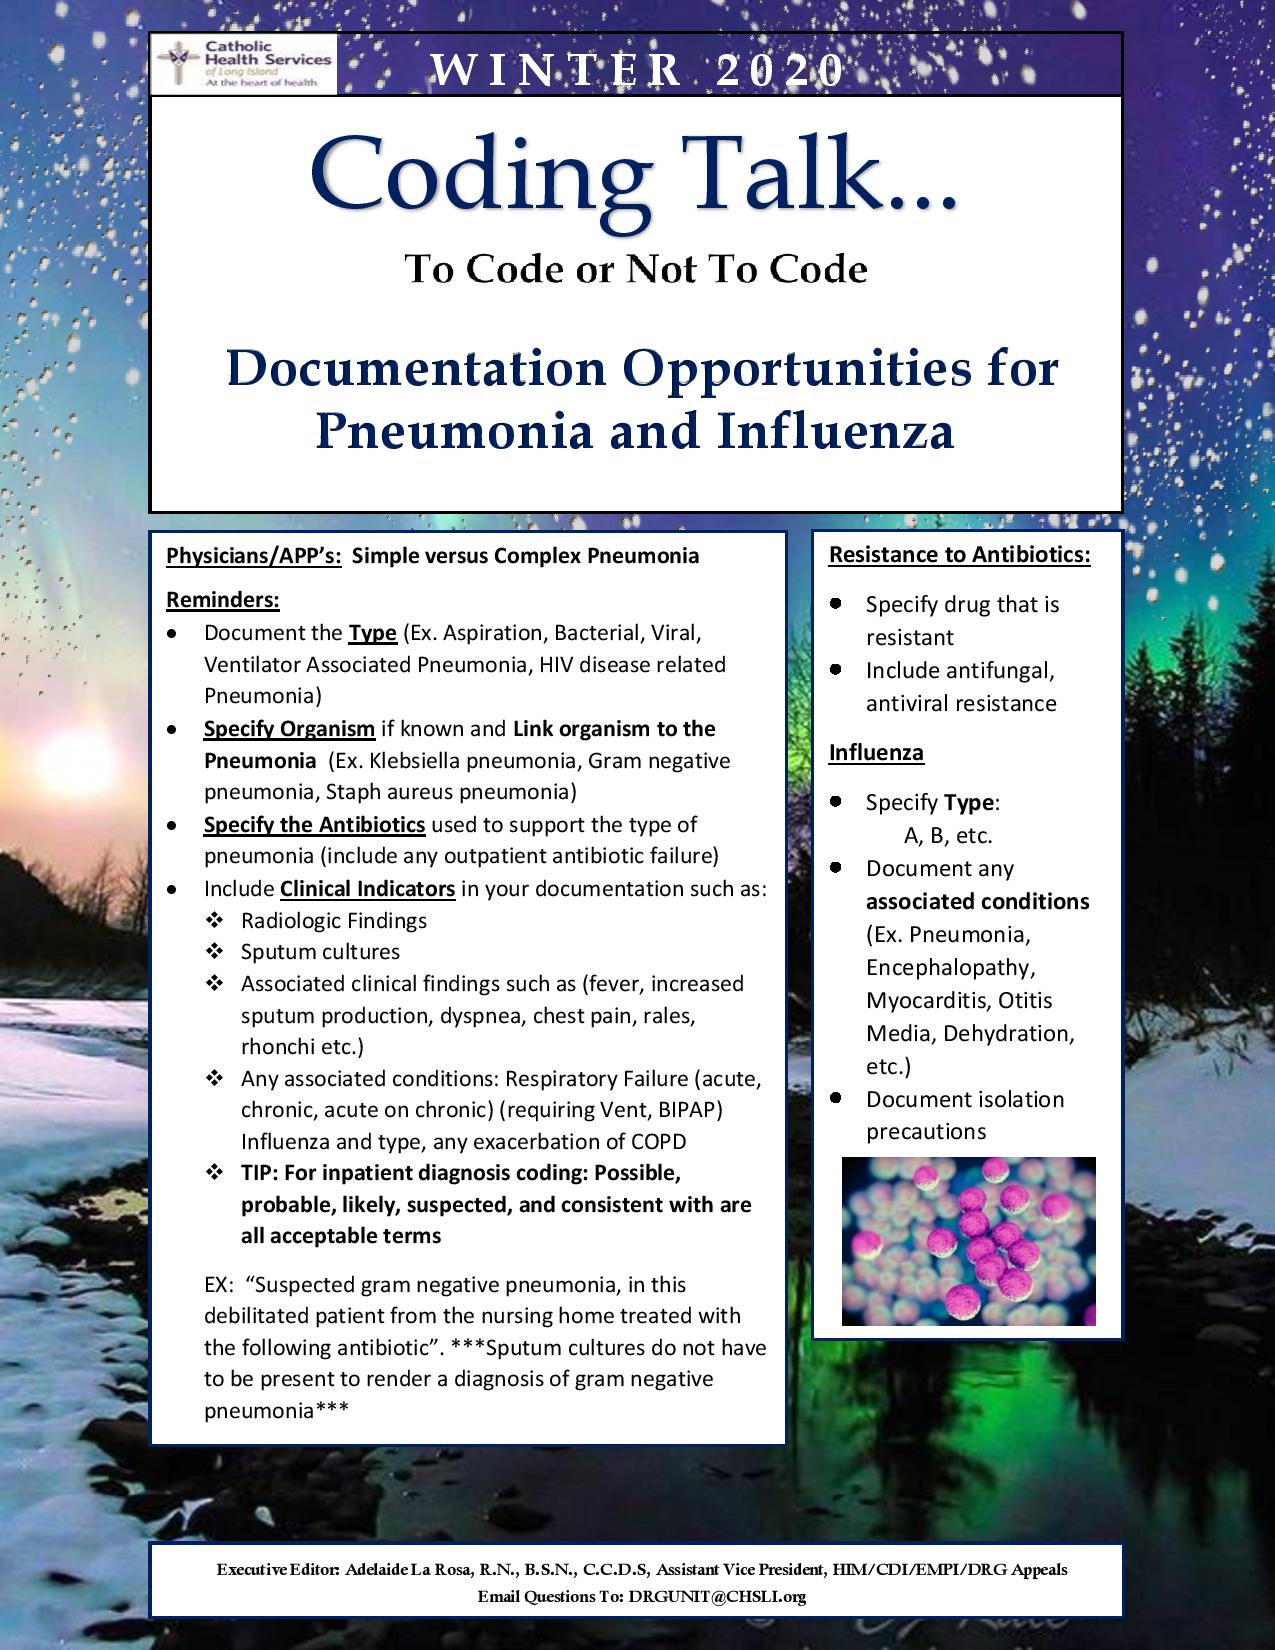 Catholic
Health Services
of Long Island
At the heart of health
WINTER 2020
Coding Talk...
To Code or Not To Code
Documentation Opportunities for
Pneumonia and Influenza
Physicians/APP's: Simple versus Complex Pneumonia
Reminders:
• Document the Type (Ex. Aspiration, Bacterial, Viral,
Ventilator Associated Pneumonia, HIV disease related
Pneumonia)
• Specify Organism if known and Link organism to the
Pneumonia (Ex. Klebsiella pneumonia, Gram negative
pneumonia, Staph aureus pneumonia)
• Specify the Antibiotics used to support the type of
pneumonia (include any outpatient antibiotic failure)
• Include Clinical Indicators in your documentation such as:
❖ Radiologic Findings
❖ Sputum cultures
❖ Associated clinical findings such as (fever, increased
sputum production, dyspnea, chest pain, rales,
rhonchi etc.)
❖ Any associated conditions: Respiratory Failure (acute,
chronic, acute on chronic) (requiring Vent, BIPAP)
Influenza and type, any exacerbation of COPD
❖ TIP: For inpatient diagnosis coding: Possible,
probable, likely, suspected, and consistent with are
all acceptable terms
EX: “Suspected gram negative pneumonia, in this
debilitated patient from the nursing home treated with
the following antibiotic”. ***Sputum cultures do not have
to be present to render a diagnosis of gram negative
pneumonia***
Resistance to Antibiotics:
• Specify drug that is
resistant
• Include antifungal,
antiviral resistance
Influenza
• Specify Type:
A, B, etc.
• Document any
associated conditions
(Ex. Pneumonia,
Encephalopathy,
Myocarditis, Otitis
Media, Dehydration,
etc.)
• Document isolation
precautions
Executive Editor: Adelaide La Rosa, R.N., B.S.N., C.C.D.S, Assistant Vice President, HIM/CDI/EMPI/DRG Appeals
Email Questions To: DRGUNIT@CHSLI.org